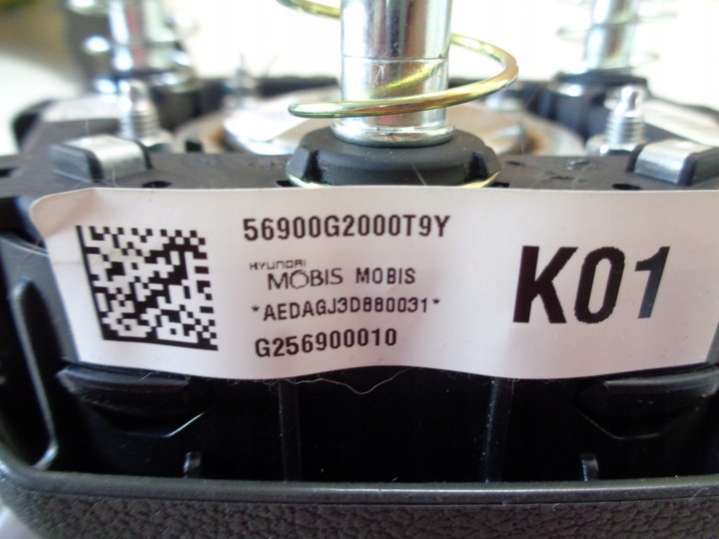 56900G2000T9Y
HYUNDAI
MOBIS MOBIS
*AEDAGJ3D880031*
G256900010
K01